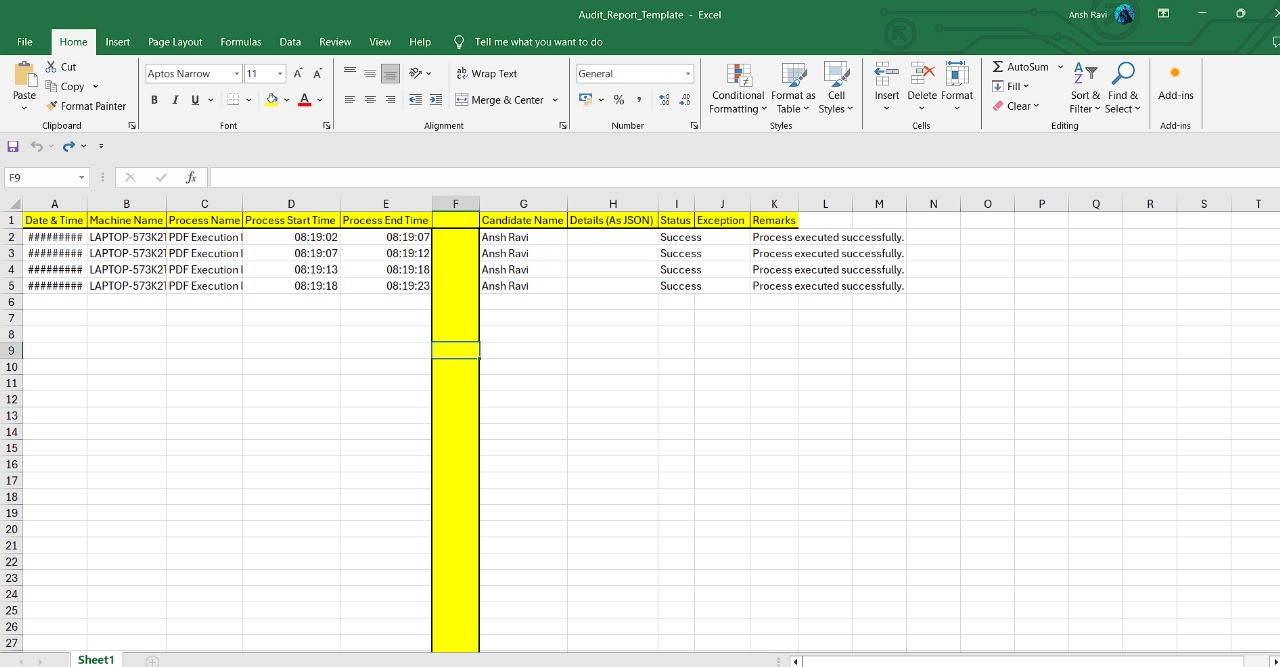 Audit_Report_Template - Excel
Ansh Ravi
File Home Insert Page Layout Formulas Data Review View Help Tell me what you want to do
Paste
Cut
Copy
Format Painter
Clipboard
Aptos Narrow 11 A A
B I U A
Font
ab Wrap Text
Merge & Center
Alignment
General
% ,
Number
Conditional Formatting
Format as Table
Cell Styles
Styles
Insert Delete Format
Cells
Σ AutoSum
Fill
Clear
Sort & Filter
Find & Select
Editing
Add-ins
Add-ins
F9 fx
A B C D E F G H I J K L M N O P Q R S T
1 Date & Time Machine Name Process Name Process Start Time Process End Time Candidate Name Details (As JSON) Status Exception Remarks
2 ######### LAPTOP-573K2 PDF Execution 08:19:02 08:19:07 Ansh Ravi Success Process executed successfully.
3 ######### LAPTOP-573K2 PDF Execution 08:19:07 08:19:12 Ansh Ravi Success Process executed successfully.
4 ######### LAPTOP-573K2 PDF Execution 08:19:13 08:19:18 Ansh Ravi Success Process executed successfully.
5 ######### LAPTOP-573K2 PDF Execution 08:19:18 08:19:23 Ansh Ravi Success Process executed successfully.
6
7
8
9
10
11
12
13
14
15
16
17
18
19
20
21
22
23
24
25
26
27
Sheet1